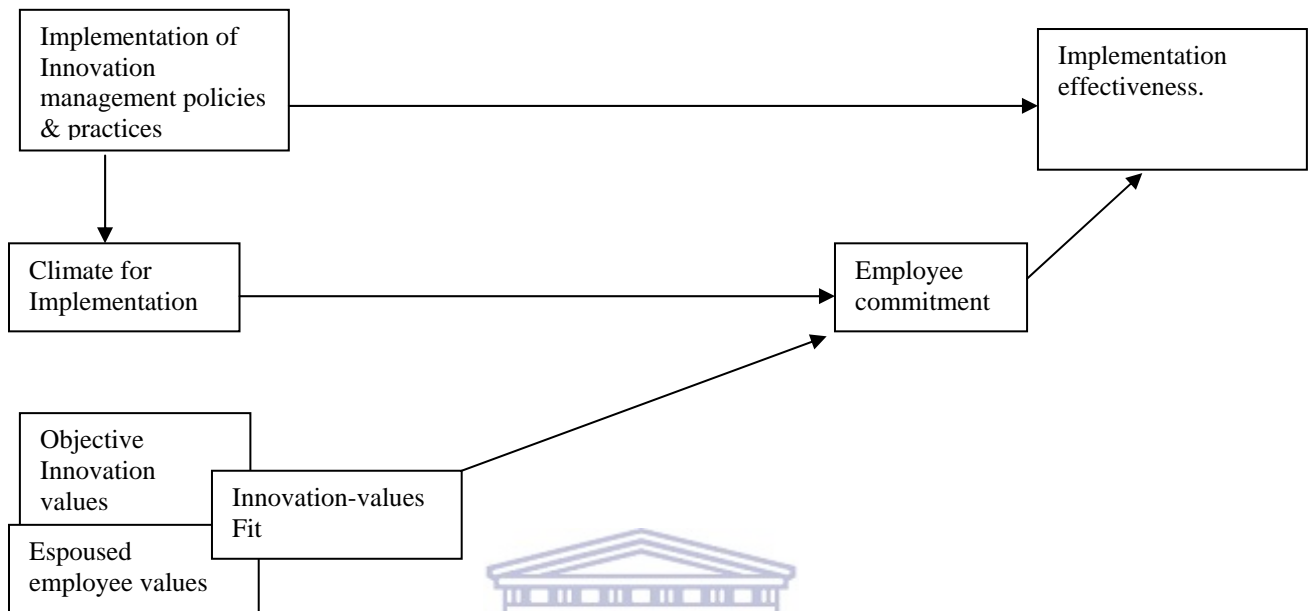 Implementation of
Innovation
management policies
& practices
Implementation
effectiveness.
Climate for
Implementation
Employee
commitment
Objective
Innovation
values
Innovation-values
Fit
Espoused
employee values